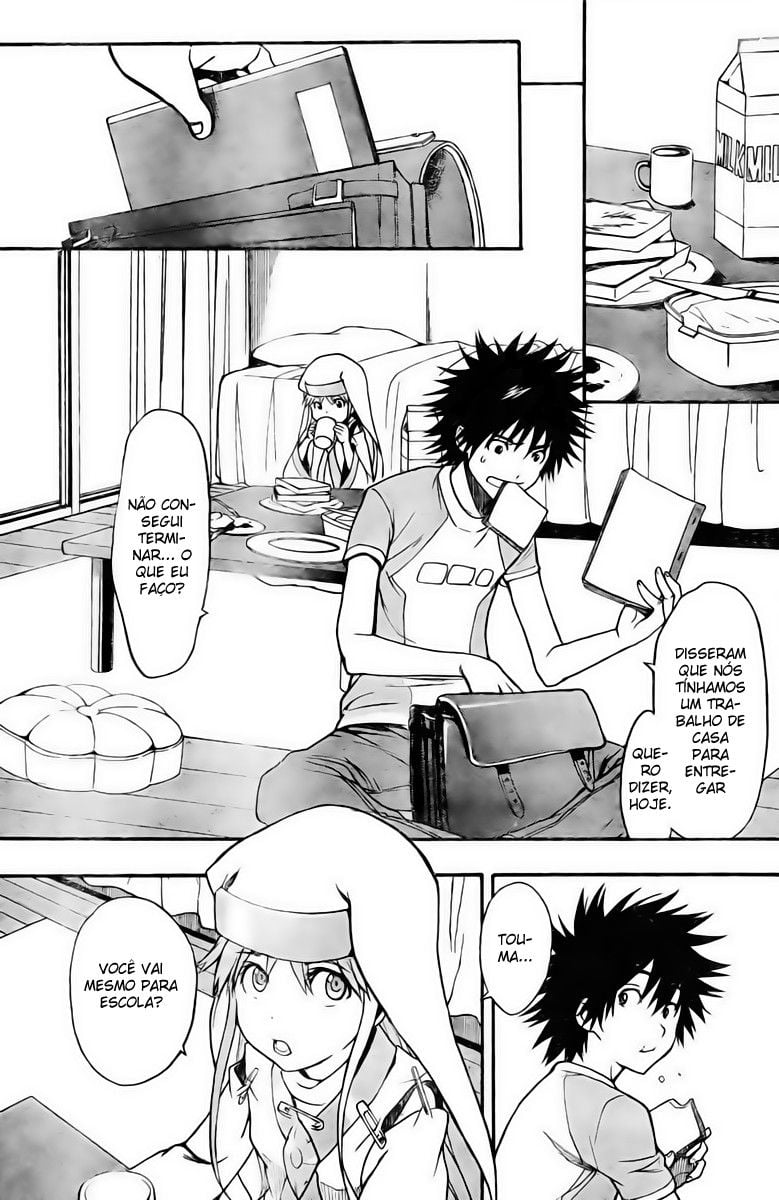 MILK
MILK
DISSERAM
QUE NÓS
TÍNHAMOS
UM TRA-
BALHO DE
CASA PARA
ENTRE-
GAR
QUE-
RO
DIZER,
HOJE.
NÃO CON-
SEGUI
TERMI-
NAR... O
QUE EU
FAÇO?
TOU-
MA...
VOCÊ VAI
MESMO PARA
ESCOLA?